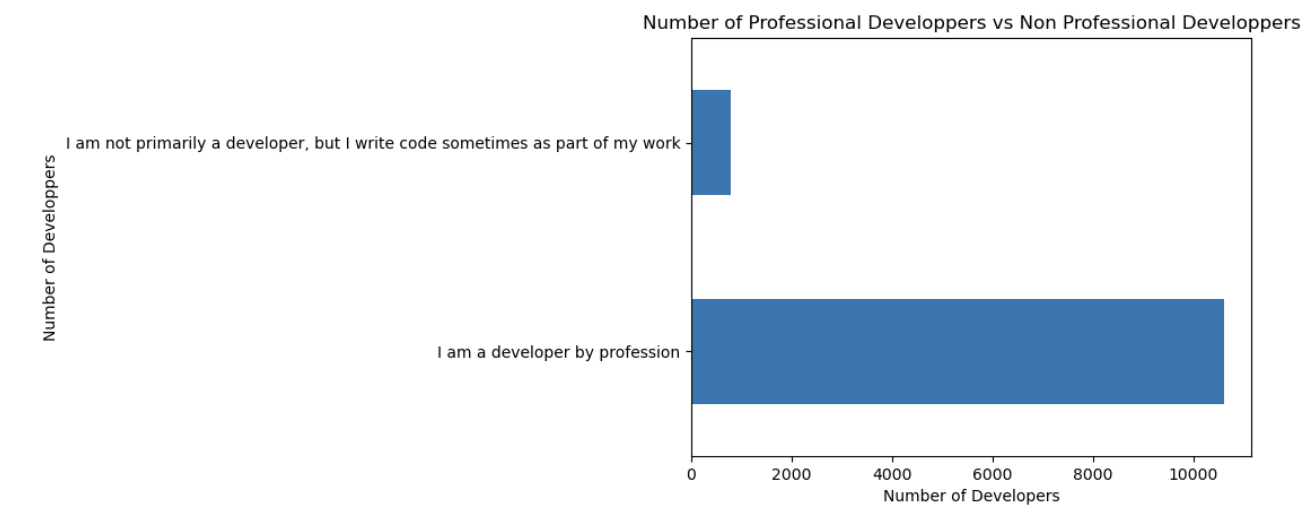 Number of Professional Developpers vs Non Professional Developpers
I am not primarily a developer, but I write code sometimes as part of my work
Number of Developpers
I am a developer by profession
0 2000 4000 6000 8000 10000
Number of Developers